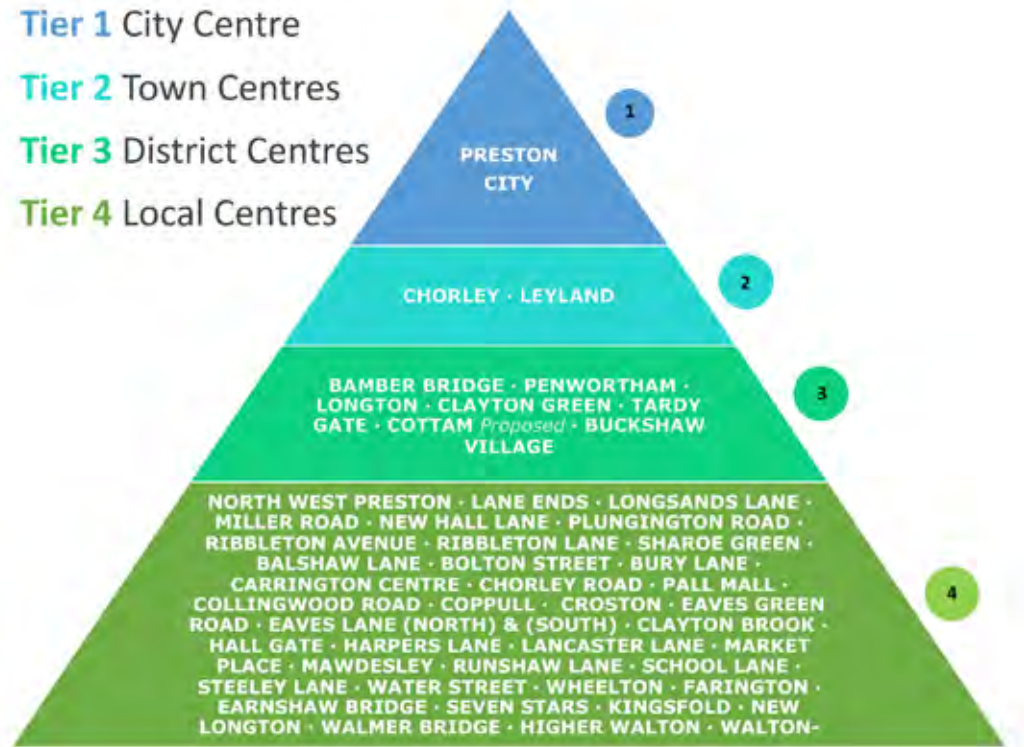 Tier 1 City Centre
Tier 2 Town Centres
Tier 3 District Centres
Tier 4 Local Centres
1
PRESTON
CITY
2
CHORLEY · LEYLAND
3
BAMBER BRIDGE · PENWORTHAM ·
LONGTON · CLAYTON GREEN · TARDY
GATE · COTTAM Proposed · BUCKSHAW
VILLAGE
4
NORTH WEST PRESTON · LANE ENDS · LONGSANDS LANE ·
MILLER ROAD · NEW HALL LANE · PLUNGINGTON ROAD ·
RIBBLETON AVENUE · RIBBLETON LANE · SHAROE GREEN ·
BALSHAW LANE · BOLTON STREET · BURY LANE ·
CARRINGTON CENTRE · CHORLEY ROAD · PALL MALL ·
COLLINGWOOD ROAD · COPPULL · CROSTON · EAVES GREEN
ROAD · EAVES LANE (NORTH) & (SOUTH) · CLAYTON BROOK ·
HALL GATE · HARPERS LANE · LANCASTER LANE · MARKET
PLACE · MAWDESLEY · RUNSHAW LANE · SCHOOL LANE ·
STEELEY LANE · WATER STREET · WHEELTON · FARINGTON ·
EARNSHAW BRIDGE · SEVEN STARS · KINGSFOLD · NEW
LONGTON · WALMER BRIDGE · HIGHER WALTON · WALTON-